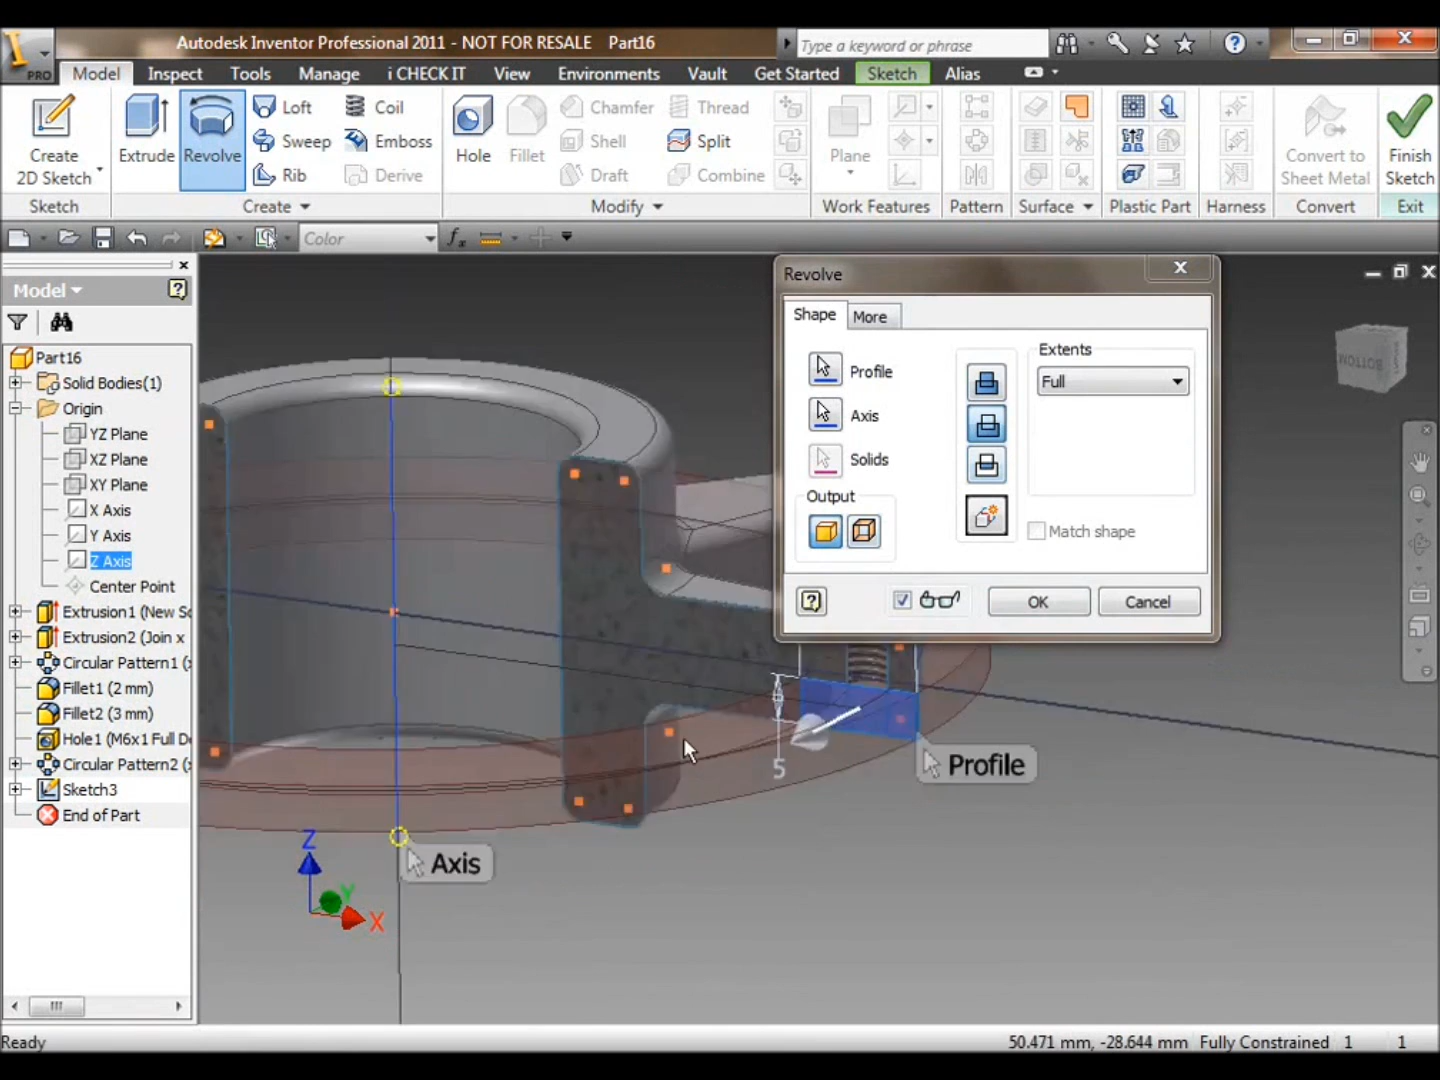 Autodesk Inventor Professional 2011 - NOT FOR RESALE Part16
Type a keyword or phrase
PRO
Model Inspect Tools Manage i CHECK IT View Environments Vault Get Started Sketch Alias
Create
2D Sketch
Extrude
Revolve
Loft
Sweep
Rib
Coil
Emboss
Derive
Hole
Fillet
Chamfer
Shell
Draft
Thread
Split
Combine
Plane
Convert to
Sheet Metal
Finish
Sketch
Sketch Create Modify Work Features Pattern Surface Plastic Part Harness Convert Exit
Color
fx
Model
Part16
Solid Bodies(1)
Origin
YZ Plane
XZ Plane
XY Plane
X Axis
Y Axis
Z Axis
Center Point
Extrusion1 (New Sc
Extrusion2 (Join x
Circular Pattern1 (x
Fillet1 (2 mm)
Fillet2 (3 mm)
Hole1 (M6x1 Full De
Circular Pattern2 (x
Sketch3
End of Part
Revolve
Shape More
Profile
Axis
Solids
Output
Extents
Full
Match shape
OK Cancel
BOTTOM
5
Profile
Axis
Z
Y
X
Ready
50.471 mm, -28.644 mm Fully Constrained 1 1